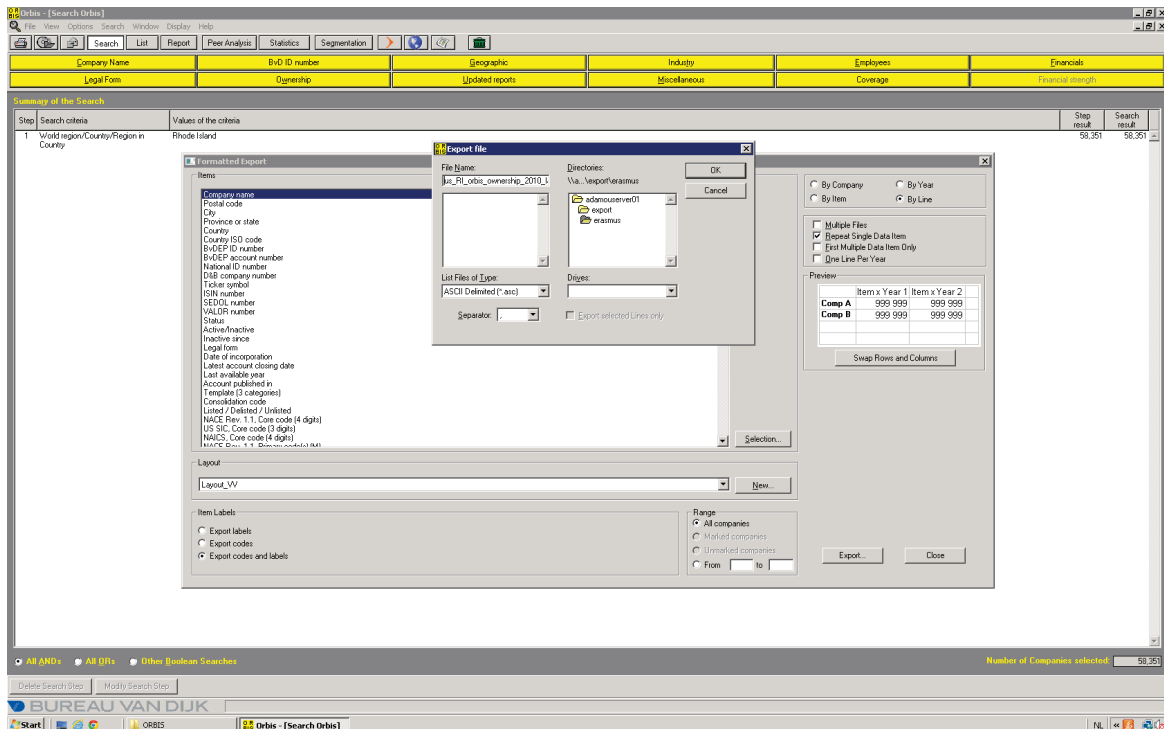 Orbis - [Search Orbis]
File View Options Search Window Display Help
Search List Report Peer Analysis Statistics Segmentation
Company Name BvD ID number Geographic Industry Employees Financials
Legal Form Ownership Updated reports Miscellaneous Coverage Financial strength
Summary of the Search
Step Search criteria Values of the criteria Step result Search result
1 World region/Country/Region in Country Rhode Island 58,351 58,351
Formatted Export
Items
Company name
Postal code
City
Province or state
Country
Country ISO code
BvDEP ID number
BvDEP account number
National ID number
D&B company number
Ticker symbol
ISIN number
SEDOL number
VALOR number
Status
Active/Inactive
Inactive since
Legal form
Date of incorporation
Latest account closing date
Last available year
Account published in
Template (3 categories)
Consolidation code
Listed / Delisted / Unlisted
NACE Rev. 1.1, Core code (4 digits)
US SIC, Core code (3 digits)
NAICS, Core code (4 digits)
NACE Rev. 1.1, Primary code(s) (M)
Selection...
Export file
File Name:
us_RI_orbis_ownership_2010_l
Directories:
\\a...\export\erasmus
adamouserver01
export
erasmus
OK
Cancel
List Files of Type:
ASCII Delimited (*.asc)
Drives:
Separator: ,
Export selected Lines only
By Company By Year
By Item By Line
Multiple Files
Repeat Single Data Item
First Multiple Data Item Only
One Line Per Year
Preview
Item x Year 1 Item x Year 2
Comp A 999 999 999 999
Comp B 999 999 999 999
Swap Rows and Columns
Layout
Layout_VV
New...
Item Labels
Export labels
Export codes
Export codes and labels
Range
All companies
Marked companies
Unmarked companies
From to
Export...
Close
All ANDs All ORs Other Boolean Searches
Number of Companies selected: 58,351
Delete Search Step Modify Search Step
BUREAU VAN DIJK
Start ORBIS Orbis - [Search Orbis] NL